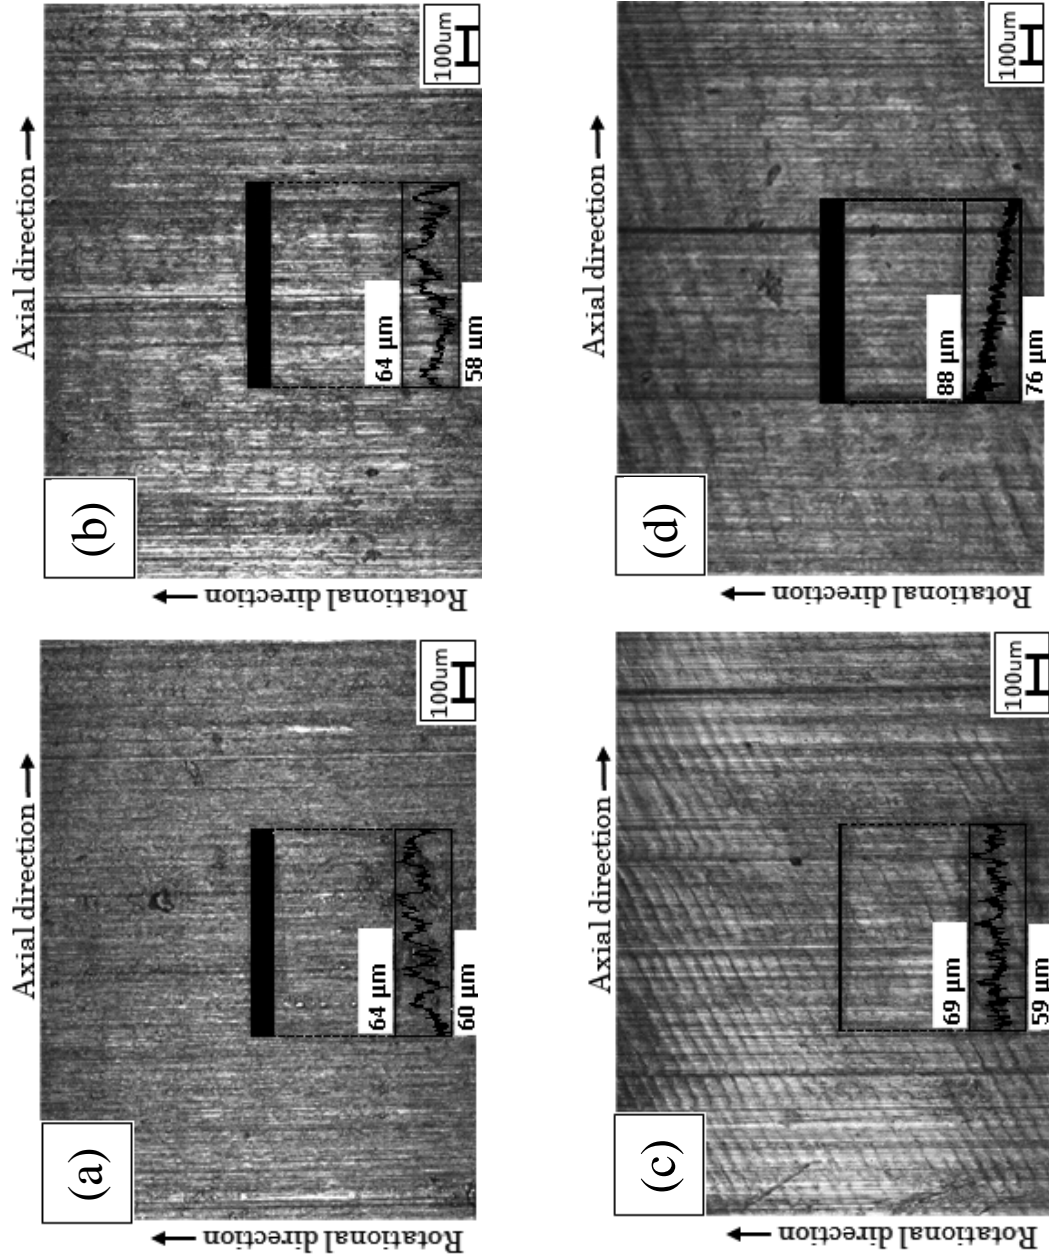 (a)
Axial direction
Rotational direction
64 μm
60 μm
100um
(b)
Axial direction
Rotational direction
64 μm
58 μm
100um
(c)
Axial direction
Rotational direction
69 μm
59 μm
100um
(d)
Axial direction
Rotational direction
88 μm
76 μm
100um